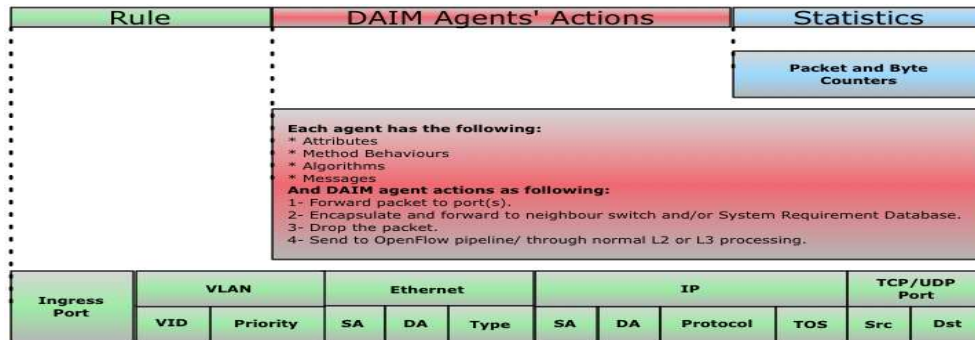 Rule DAIM Agents' Actions Statistics
Packet and Byte
Counters
Each agent has the following:
* Attributes
* Method Behaviours
* Algorithms
* Messages
And DAIM agent actions as following:
1- Forward packet to port(s).
2- Encapsulate and forward to neighbour switch and/or System Requirement Database.
3- Drop the packet.
4- Send to OpenFlow pipeline/ through normal L2 or L3 processing.
Ingress
Port
VLAN
Ethernet
IP
TCP/UDP
Port
VID Priority SA DA Type SA DA Protocol TOS Src Dst